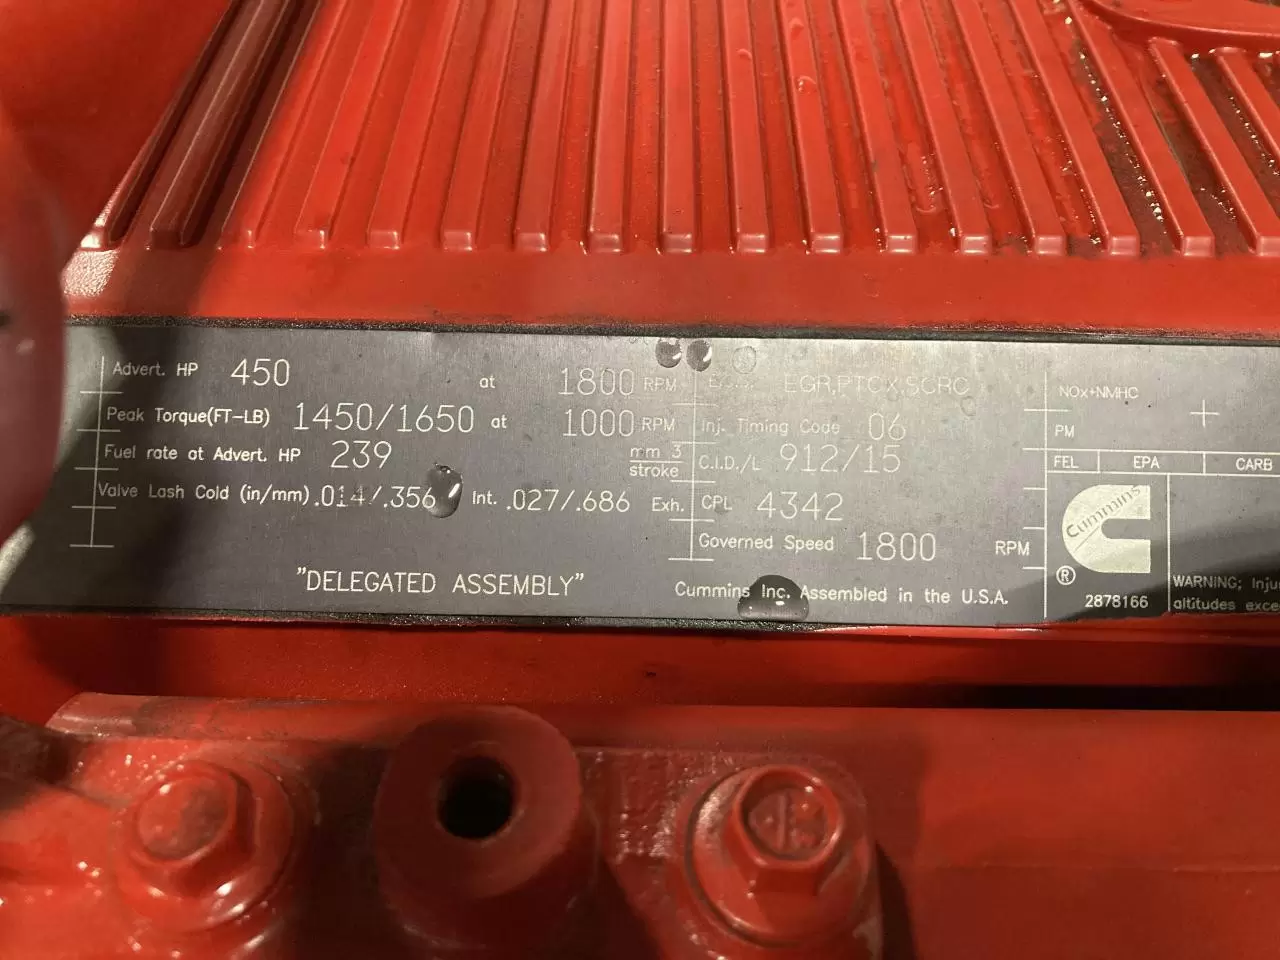 Advert. HP 450 at 1800 RPM
Peak Torque(FT-LB) 1450/1650 at 1000 RPM
Fuel rate at Advert. HP 239 mm 3 stroke
Valve Lash Cold (in/mm) .014/.356 Int. .027/.686 Exh.
"DELEGATED ASSEMBLY"
EGR,PTCX,SCRC
Inj. Timing Code 06
C.I.D./L 912/15
CPL 4342
Governed Speed 1800 RPM
Cummins Inc. Assembled in the U.S.A.
NOx+NMHC
PM
FEL EPA CARB
Cummins
®
2878166
WARNING; Inju
altitudes exce